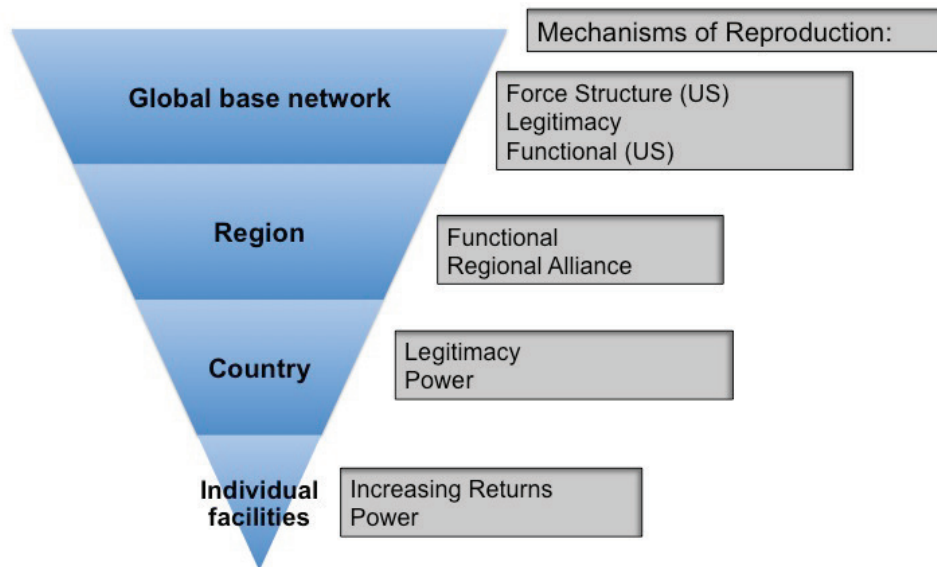 Mechanisms of Reproduction:
Global base network
Force Structure (US)
Legitimacy
Functional (US)
Region
Functional
Regional Alliance
Country
Legitimacy
Power
Individual
facilities
Increasing Returns
Power